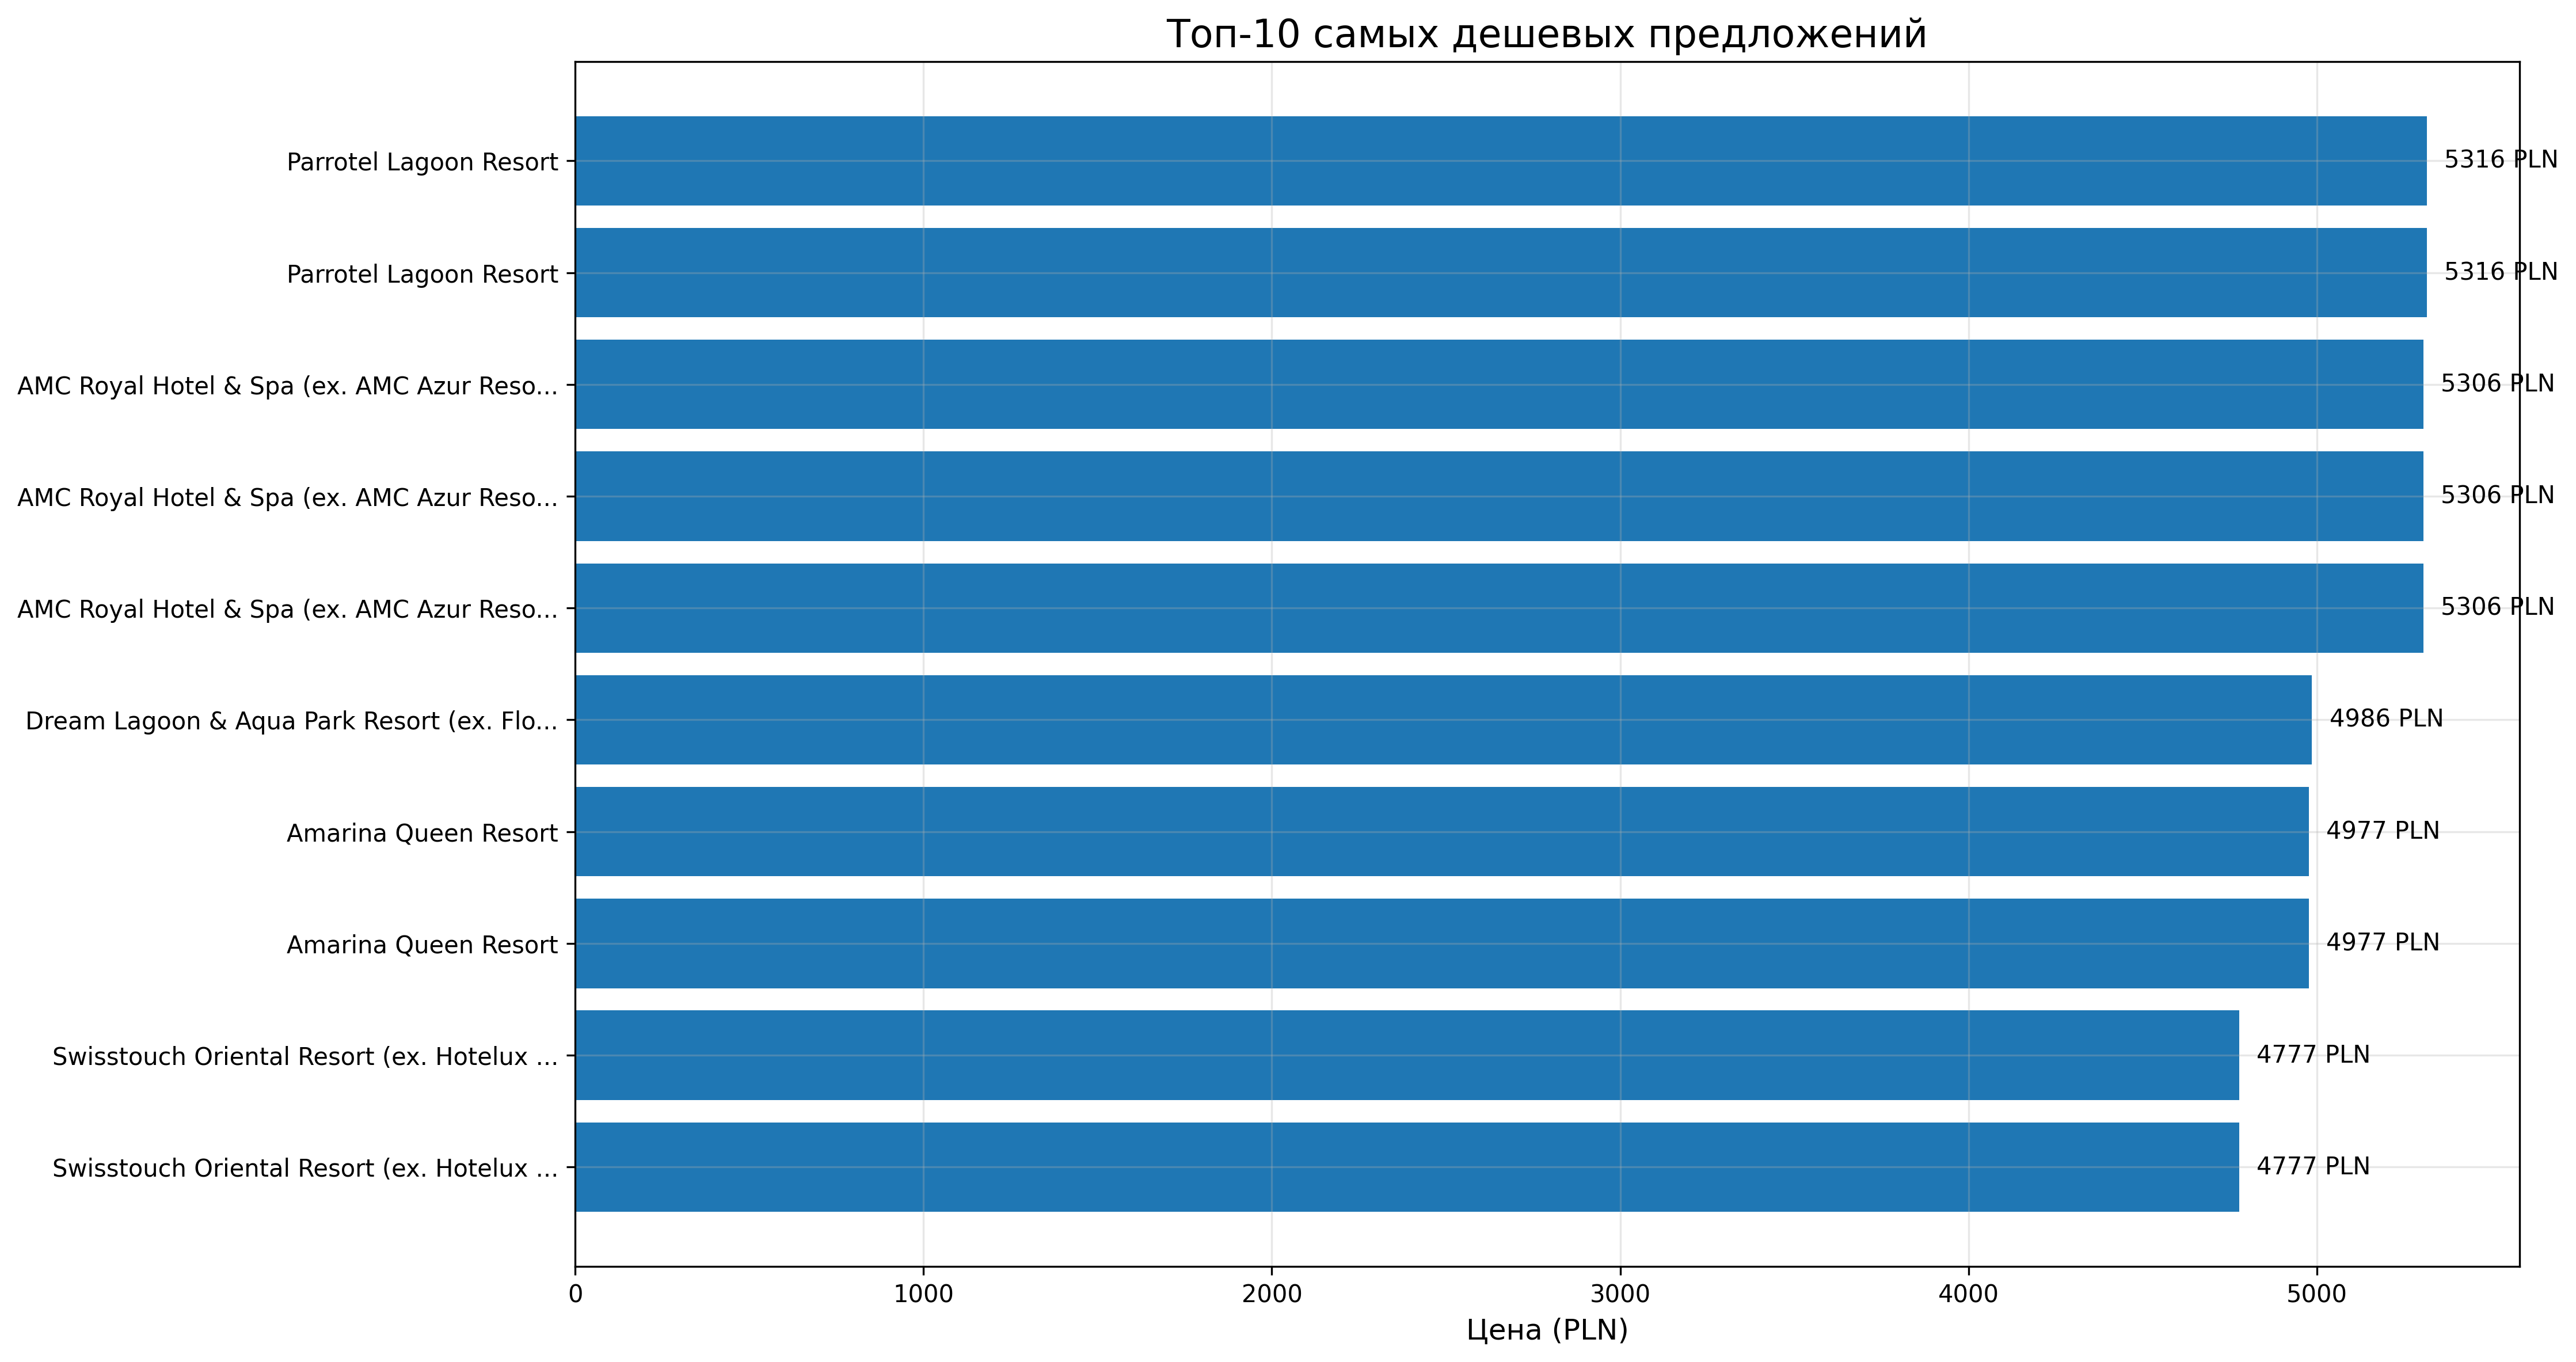 Топ-10 самых дешевых предложений
Parrotel Lagoon Resort
5316 PLN
Parrotel Lagoon Resort
5316 PLN
AMC Royal Hotel & Spa (ex. AMC Azur Reso...
5306 PLN
AMC Royal Hotel & Spa (ex. AMC Azur Reso...
5306 PLN
AMC Royal Hotel & Spa (ex. AMC Azur Reso...
5306 PLN
Dream Lagoon & Aqua Park Resort (ex. Flo...
4986 PLN
Amarina Queen Resort
4977 PLN
Amarina Queen Resort
4977 PLN
Swisstouch Oriental Resort (ex. Hotelux ...
4777 PLN
Swisstouch Oriental Resort (ex. Hotelux ...
4777 PLN
0 1000 2000 3000 4000 5000
Цена (PLN)